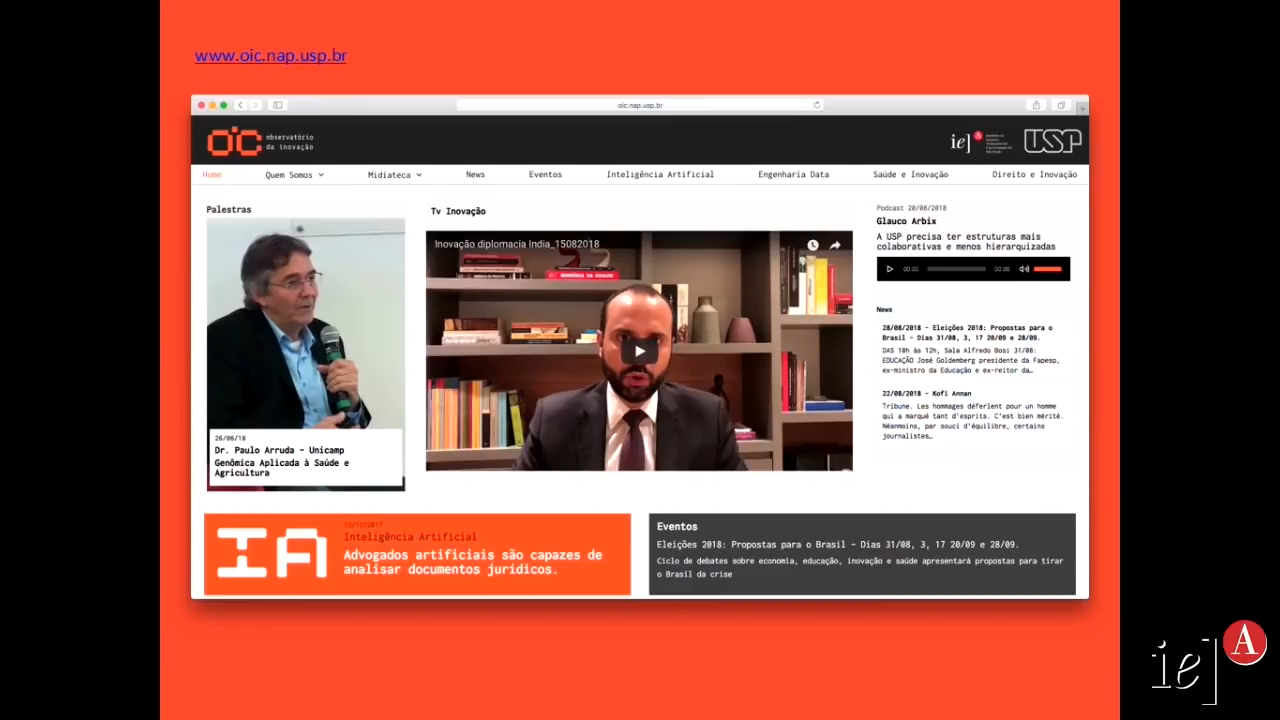 www.oic.nap.usp.br
oic.nap.usp.br
OIC observatório
da inovação
ie] A
USP
Home Quem Somos Midiateca News Eventos Inteligência Artificial Engenharia Data Saúde e Inovação Direito e Inovação
Palestras
26/06/18
Dr. Paulo Arruda - Unicamp
Genômica Aplicada à Saúde e
Agricultura
Tv Inovação
Inovação diplomacia India_15082018
Podcast 20/08/2018
Glauco Arbix
A USP precisa ter estruturas mais
colaborativas e menos hierarquizadas
00:00 00:00
News
28/08/2018 - Eleições 2018: Propostas para o
Brasil - Dias 31/08, 3, 17 20/09 e 28/09.
DAS 10h às 12h, Sala Alfredo Bosi 31/08:
EDUCAÇÃO José Goldemberg presidente da Fapesp,
ex-ministro da Educação e ex-reitor da…
22/08/2018 - Kofi Annan
Tribune. Les hommages déferlent pour un homme
qui a marqué tant d'esprits. C'est bien mérité.
Néanmoins, par souci d'équilibre, certains
journalistes…
IA
13/11/2017
Inteligência Artificial
Advogados artificiais são capazes de
analisar documentos jurídicos.
Eventos
Eleições 2018: Propostas para o Brasil - Dias 31/08, 3, 17 20/09 e 28/09.
Ciclo de debates sobre economia, educação, inovação e saúde apresentará propostas para tirar
o Brasil da crise
ie] A